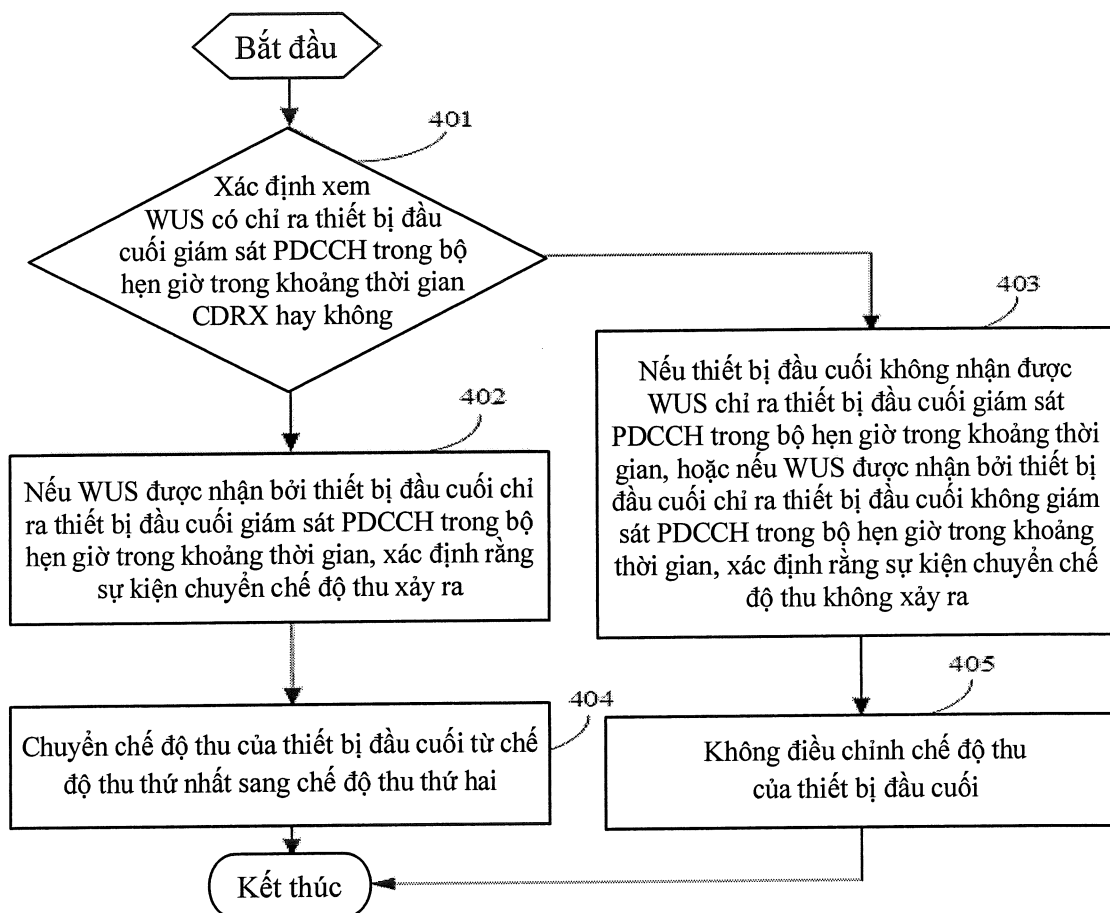 Bắt đầu
401
Xác định xem
WUS có chỉ ra thiết bị đầu
cuối giám sát PDCCH trong bộ
hẹn giờ trong khoảng thời gian
CDRX hay không
402
Nếu WUS được nhận bởi thiết bị đầu cuối chỉ
ra thiết bị đầu cuối giám sát PDCCH trong bộ
hẹn giờ trong khoảng thời gian, xác định rằng
sự kiện chuyển chế độ thu xảy ra
403
Nếu thiết bị đầu cuối không nhận được
WUS chỉ ra thiết bị đầu cuối giám sát
PDCCH trong bộ hẹn giờ trong khoảng thời
gian, hoặc nếu WUS được nhận bởi thiết bị
đầu cuối chỉ ra thiết bị đầu cuối không giám
sát PDCCH trong bộ hẹn giờ trong khoảng
thời gian, xác định rằng sự kiện chuyển chế
độ thu không xảy ra
404
Chuyển chế độ thu của thiết bị đầu cuối từ chế
độ thu thứ nhất sang chế độ thu thứ hai
405
Không điều chỉnh chế độ thu
của thiết bị đầu cuối
Kết thúc